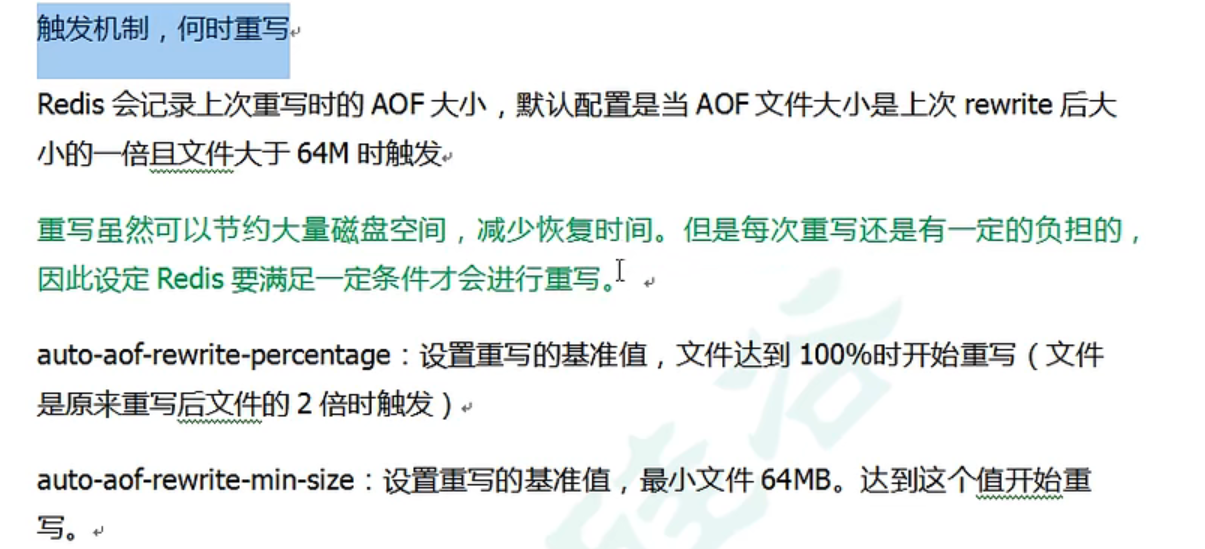 触发机制，何时重写
Redis 会记录上次重写时的 AOF 大小，默认配置是当 AOF 文件大小是上次 rewrite 后大
小的一倍且文件大于 64M 时触发
重写虽然可以节约大量磁盘空间，减少恢复时间。但是每次重写还是有一定的负担的，
因此设定 Redis 要满足一定条件才会进行重写。
auto-aof-rewrite-percentage：设置重写的基准值，文件达到 100%时开始重写（文件
是原来重写后文件的 2 倍时触发）
auto-aof-rewrite-min-size：设置重写的基准值，最小文件 64MB。达到这个值开始重
写。
硅谷